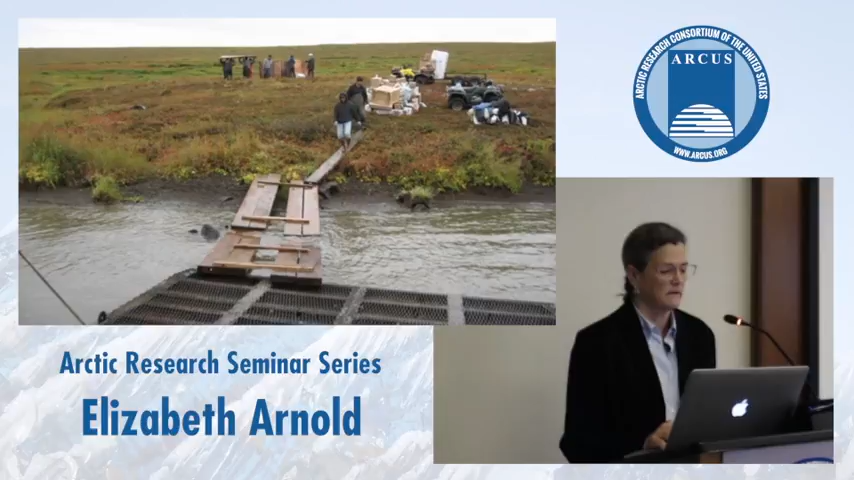 ARCTIC RESEARCH CONSORTIUM OF THE UNITED STATES
ARCUS
WWW.ARCUS.ORG
Arctic Research Seminar Series
Elizabeth Arnold